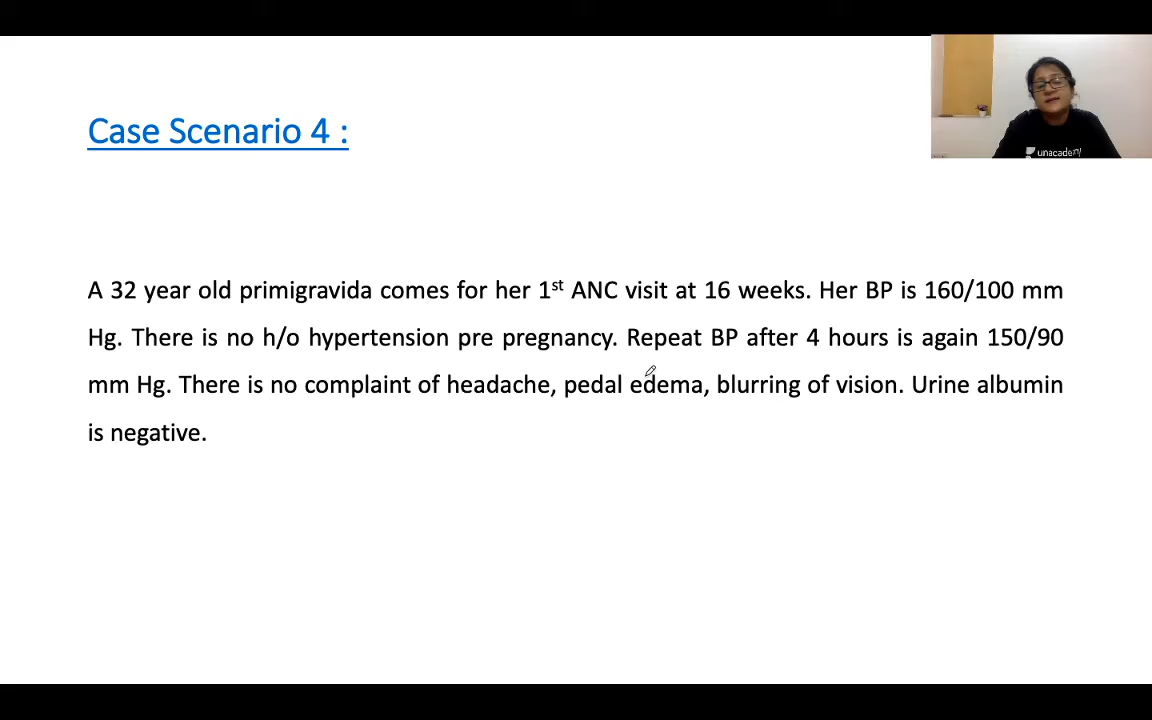 Case Scenario 4 :
unacademy
A 32 year old primigravida comes for her 1st ANC visit at 16 weeks. Her BP is 160/100 mm
Hg. There is no h/o hypertension pre pregnancy. Repeat BP after 4 hours is again 150/90
mm Hg. There is no complaint of headache, pedal edema, blurring of vision. Urine albumin
is negative.